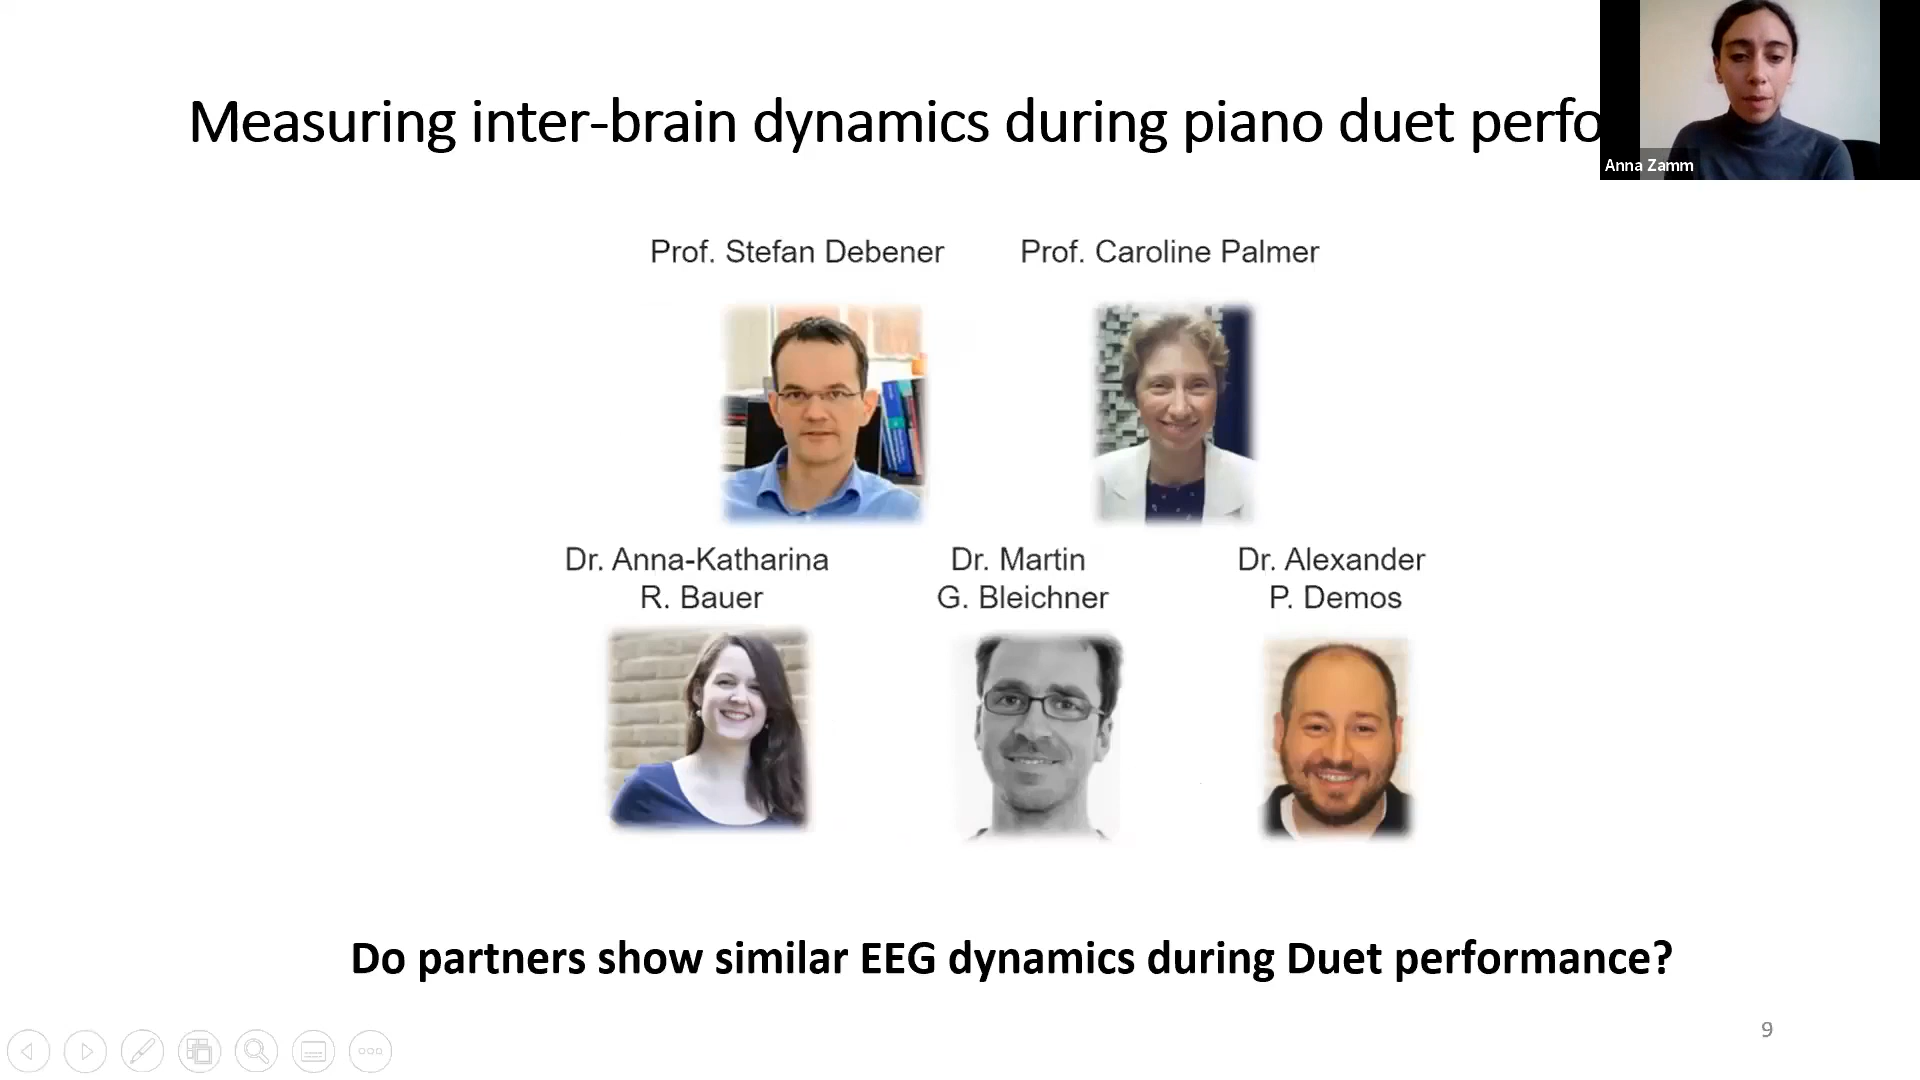 Measuring inter-brain dynamics during piano duet perfo
Anna Zamm
Prof. Stefan Debener
Prof. Caroline Palmer
Dr. Anna-Katharina
R. Bauer
Dr. Martin
G. Bleichner
Dr. Alexander
P. Demos
Do partners show similar EEG dynamics during Duet performance?
9